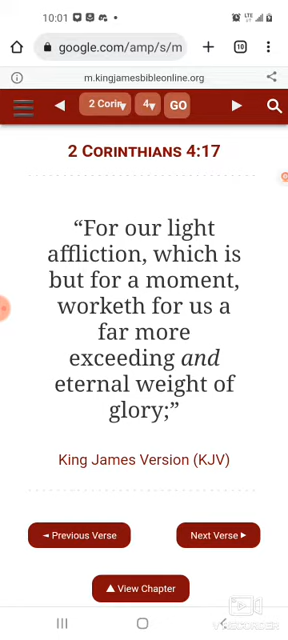 10:01
LTE
google.com/amp/s/m
10
m.kingjamesbibleonline.org
2 Corin
4
GO
2 CORINTHIANS 4:17
“For our light
affliction, which is
but for a moment,
worketh for us a
far more
exceeding and
eternal weight of
glory;”
King James Version (KJV)
◄ Previous Verse
Next Verse ►
▲ View Chapter